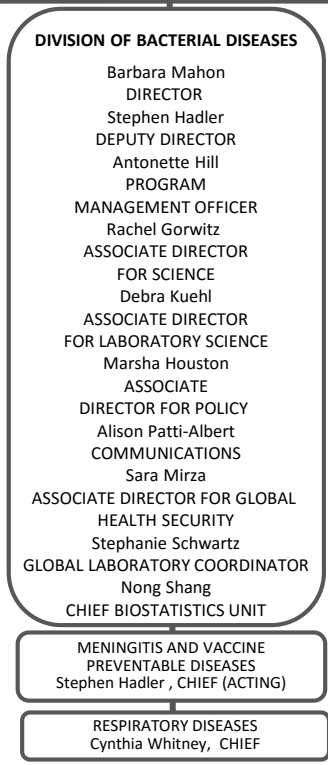 DIVISION OF BACTERIAL DISEASES
Barbara Mahon
DIRECTOR
Stephen Hadler
DEPUTY DIRECTOR
Antonette Hill
PROGRAM
MANAGEMENT OFFICER
Rachel Gorwitz
ASSOCIATE DIRECTOR
FOR SCIENCE
Debra Kuehl
ASSOCIATE DIRECTOR
FOR LABORATORY SCIENCE
Marsha Houston
ASSOCIATE
DIRECTOR FOR POLICY
Alison Patti-Albert
COMMUNICATIONS
Sara Mirza
ASSOCIATE DIRECTOR FOR GLOBAL
HEALTH SECURITY
Stephanie Schwartz
GLOBAL LABORATORY COORDINATOR
Nong Shang
CHIEF BIOSTATISTICS UNIT
MENINGITIS AND VACCINE
PREVENTABLE DISEASES
Stephen Hadler , CHIEF (ACTING)
RESPIRATORY DISEASES
Cynthia Whitney, CHIEF